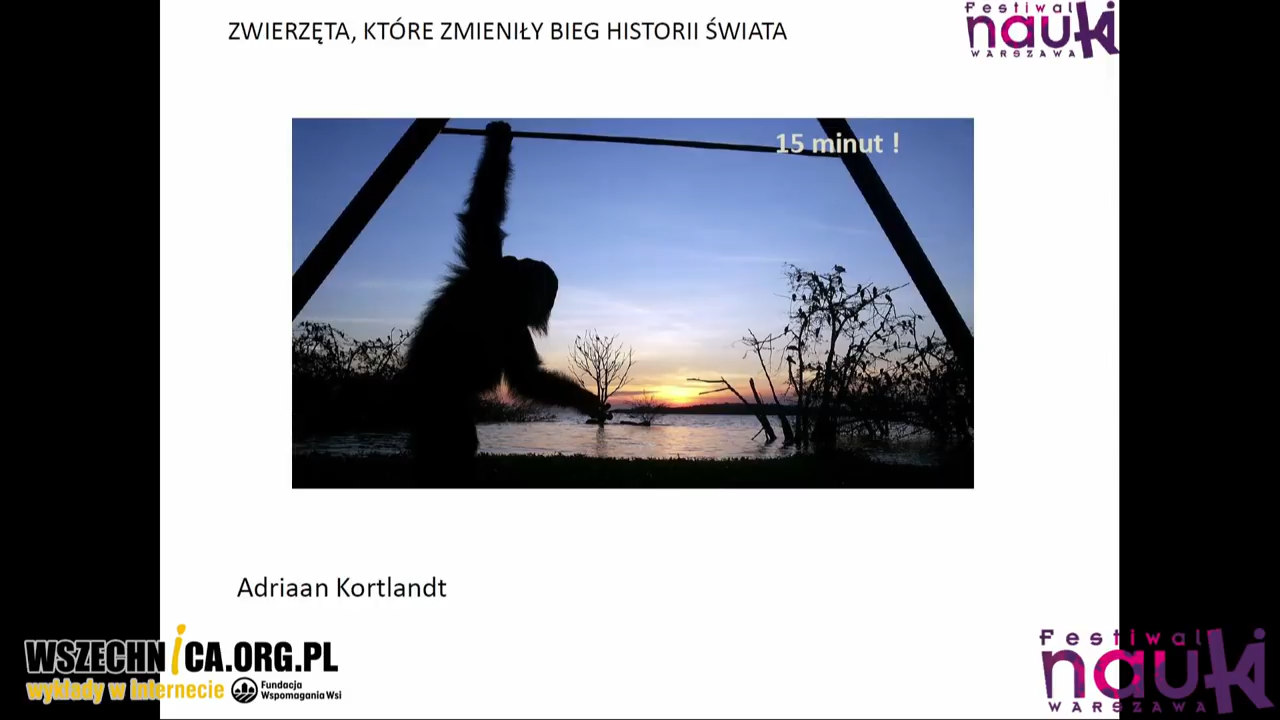 ZWIERZĘTA, KTÓRE ZMIENIŁY BIEG HISTORII ŚWIATA
Festiwal
nauki
WARSZAWA
15 minut !
Adriaan Kortlandt
WSZECHNiCA.ORG.PL
wykłady w internecie
Fundacja
Wspomagania Wsi
Festiwal
nauki
WARSZAWA